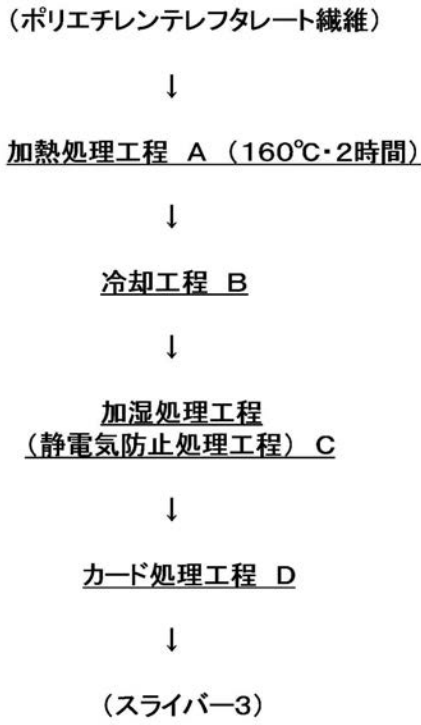 （ポリエチレンテレフタレート繊維）
↓
加熱処理工程　Ａ　（160℃・2時間）
↓
冷却工程　Ｂ
↓
加湿処理工程
（静電気防止処理工程）　Ｃ
↓
カード処理工程　Ｄ
↓
（スライバー3）